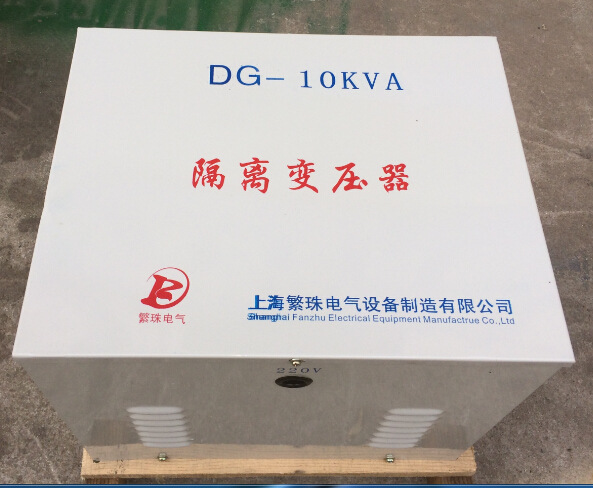 DG-10KVA
隔离变压器
繁珠电气
上海繁珠电气设备制造有限公司
Shanghai Fanzhu Electrical Equipment Manufactrue Co.,Ltd
220V